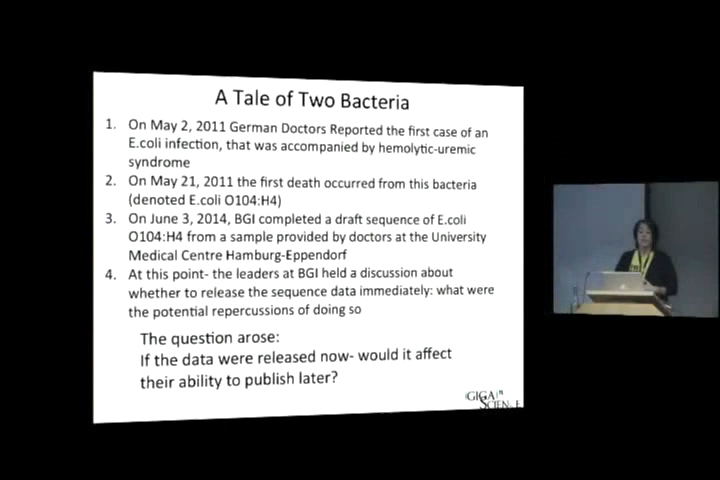 A Tale of Two Bacteria
1. On May 2, 2011 German Doctors Reported the first case of an
E.coli infection, that was accompanied by hemolytic-uremic
syndrome
2. On May 21, 2011 the first death occurred from this bacteria
(denoted E.coli O104:H4)
3. On June 3, 2014, BGI completed a draft sequence of E.coli
O104:H4 from a sample provided by doctors at the University
Medical Centre Hamburg-Eppendorf
4. At this point- the leaders at BGI held a discussion about
whether to release the sequence data immediately: what were
the potential repercussions of doing so
The question arose:
If the data were released now- would it affect
their ability to publish later?
GIGA
SCIENCE